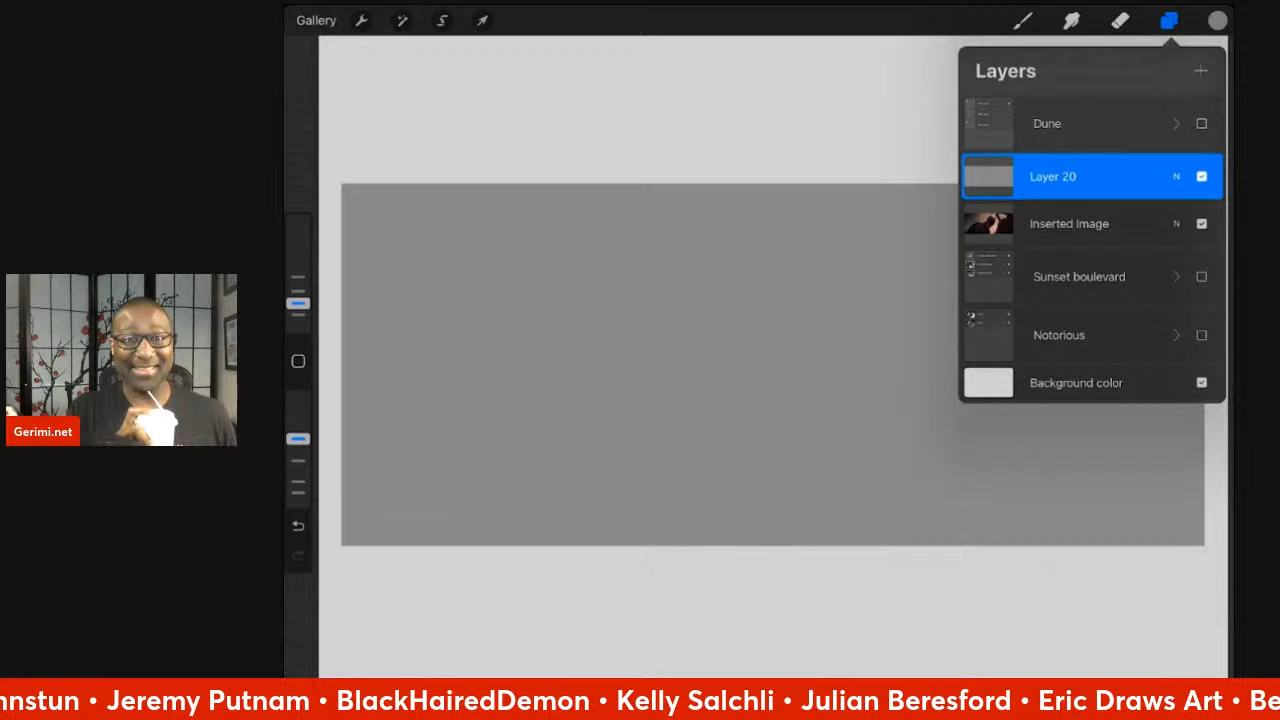 Gallery
Layers
Dune
Layer 20 N
Inserted Image N
Sunset boulevard
Notorious
Background color
Gerimi.net
nnstun • Jeremy Putnam • BlackHairedDemon • Kelly Salchli • Julian Beresford • Eric Draws Art • Be